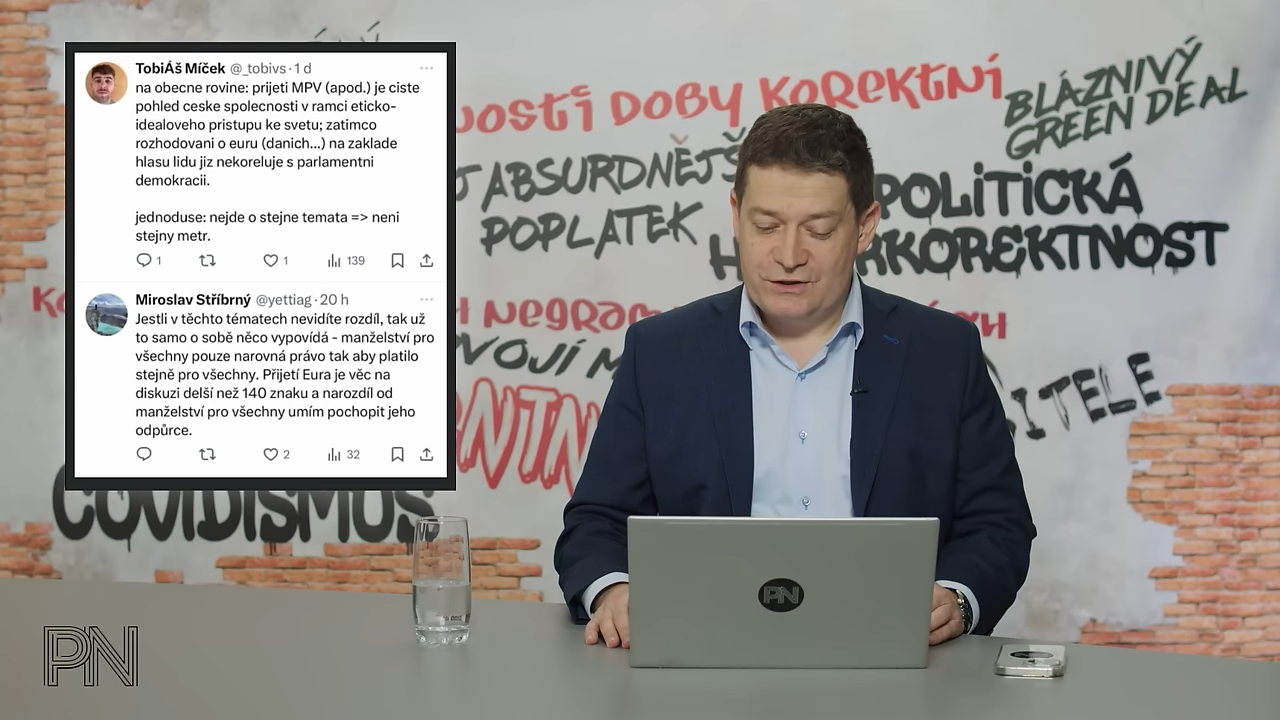 TobiÁš Míček @_tobivs · 1 d
na obecne rovine: prijeti MPV (apod.) je ciste
pohled ceske spolecnosti v ramci eticko-
idealoveho pristupu ke svetu; zatimco
rozhodovani o euru (danich...) na zaklade
hlasu lidu jiz nekoreluje s parlamentni
demokracii.
jednoduse: nejde o stejne temata => neni
stejny metr.
1 1 139
Miroslav Stříbrný @yettiag · 20 h
Jestli v těchto tématech nevidíte rozdíl, tak už
to samo o sobě něco vypovídá - manželství pro
všechny pouze narovná právo tak aby platilo
stejně pro všechny. Přijetí Eura je věc na
diskuzi delší než 140 znaku a narozdíl od
manželství pro všechny umím pochopit jeho
odpůrce.
2 32
DOBY KOREKTNÍ
BLÁZNIVÝ
GREEN DEAL
ABSURDNĚJŠ
POPLATEK
POLITICKÁ
KOREKTNOST
COVIDISMUS
PN
PN